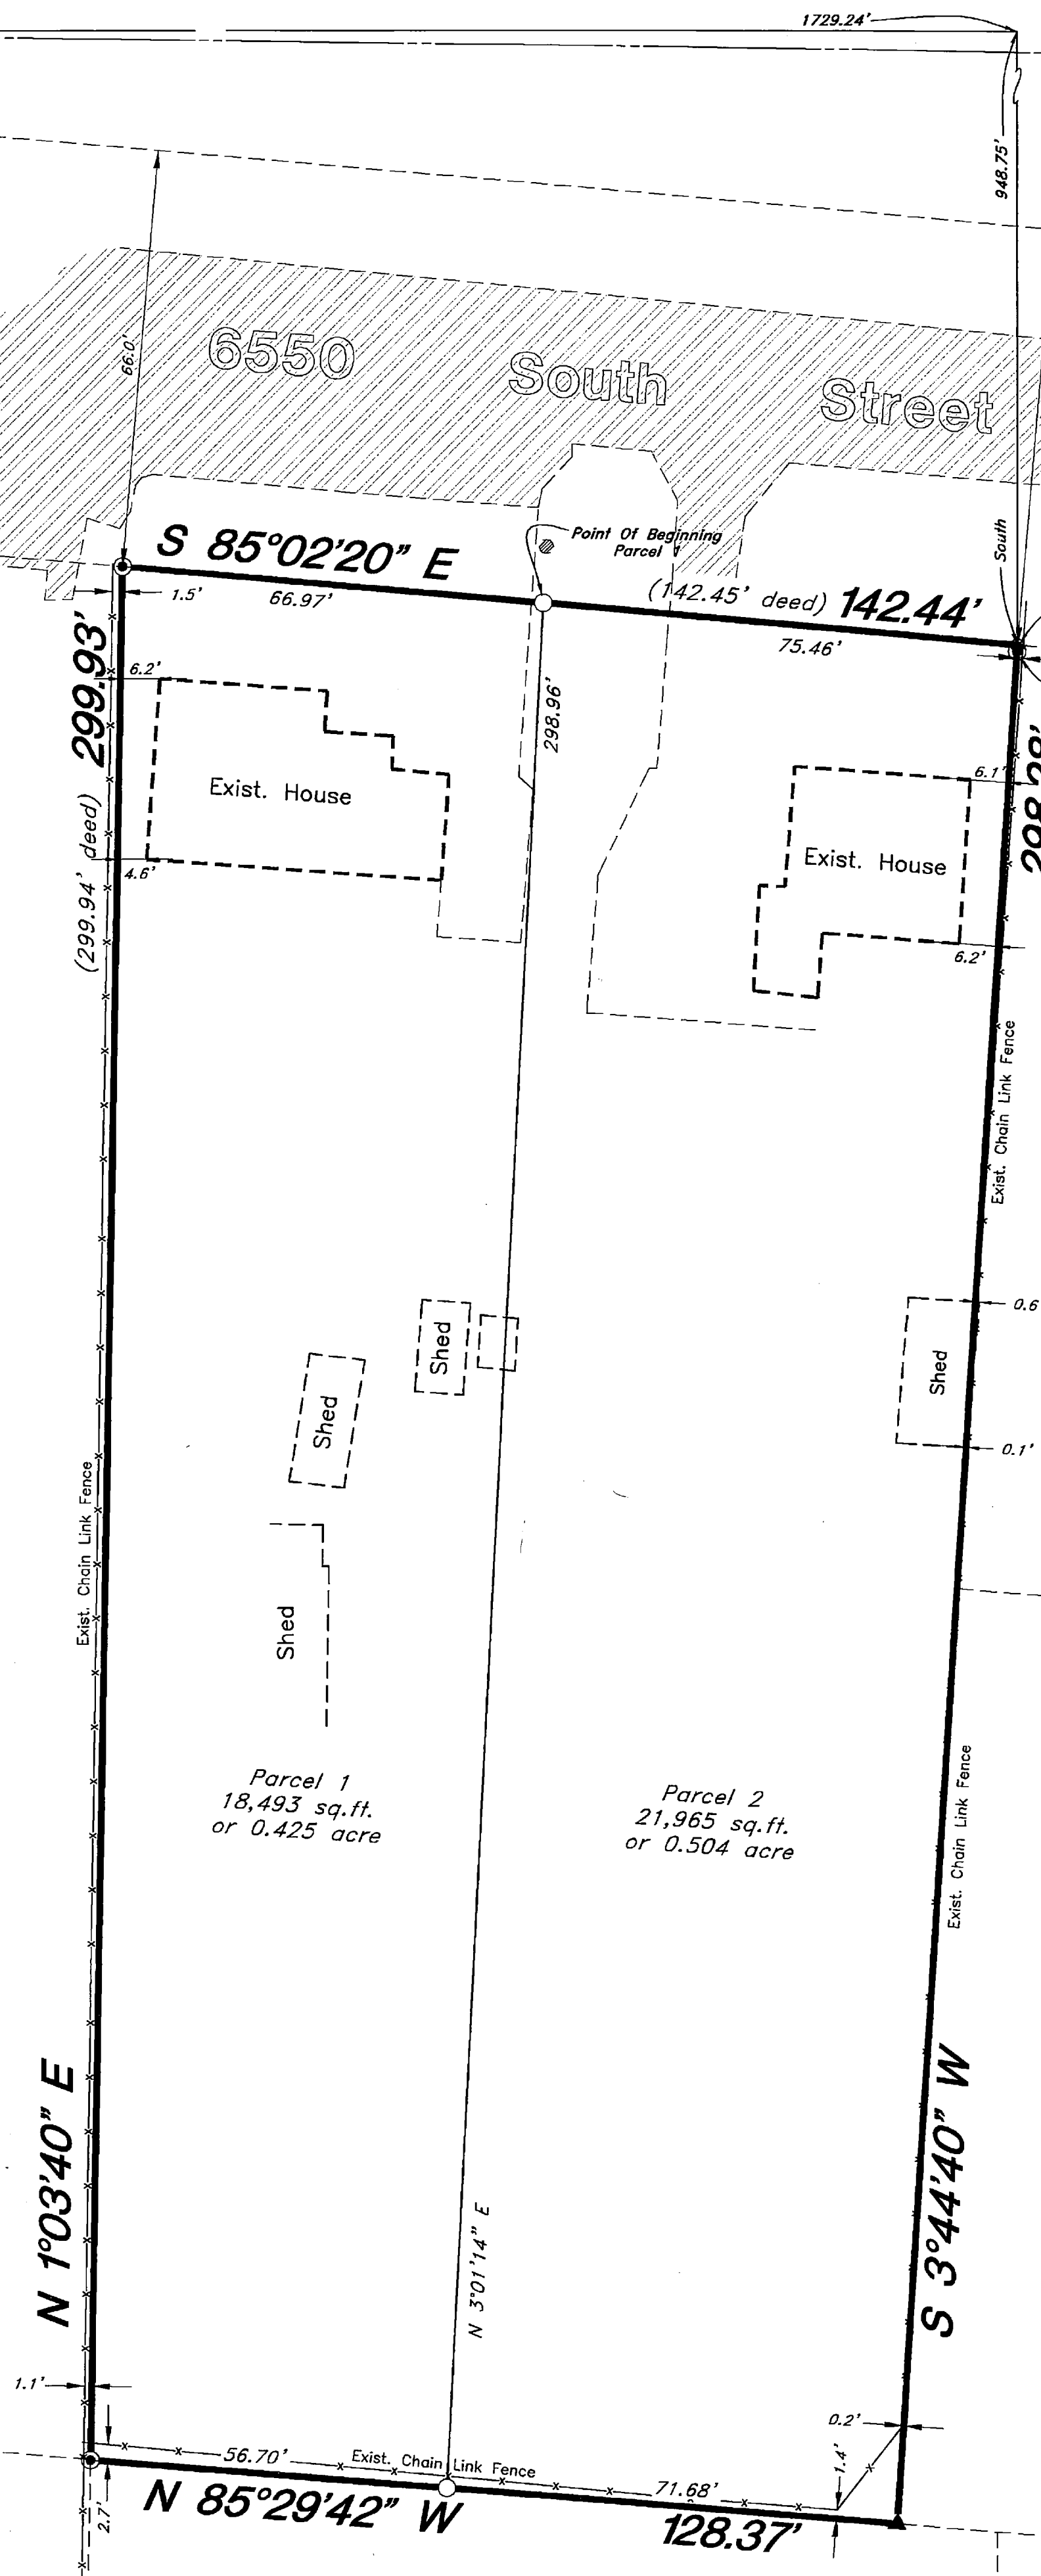 1729.24'
948.75'
66.0'
6550 South Street
South
Point Of Beginning
Parcel 1
S 85°02'20" E
(142.45' deed) 142.44'
1.5'
66.97'
75.46'
299.93'
(299.94' deed)
6.2'
298.96'
6.1'
298.28'
Exist. House
Exist. House
4.6'
6.2'
Exist. Chain Link Fence
0.6
Shed
Shed
Shed
0.1'
Exist. Chain Link Fence
Shed
Parcel 1
18,493 sq.ft.
or 0.425 acre
Parcel 2
21,965 sq.ft.
or 0.504 acre
Exist. Chain Link Fence
N 1°03'40" E
N 3°01'14" E
S 3°44'40" W
1.1'
0.2'
1.4'
56.70'
Exist. Chain Link Fence
71.68'
2.7'
N 85°29'42" W
128.37'